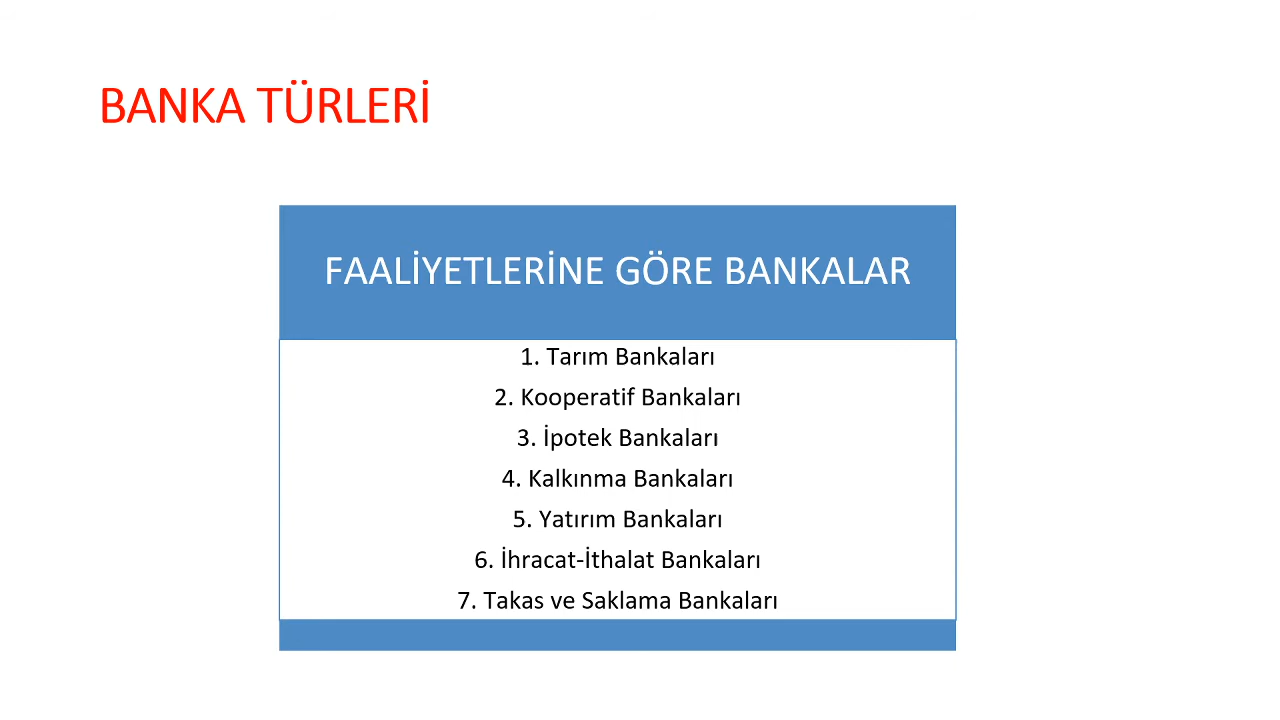 BANKA TÜRLERİ
FAALİYETLERİNE GÖRE BANKALAR
1. Tarım Bankaları
2. Kooperatif Bankaları
3. İpotek Bankaları
4. Kalkınma Bankaları
5. Yatırım Bankaları
6. İhracat-İthalat Bankaları
7. Takas ve Saklama Bankaları